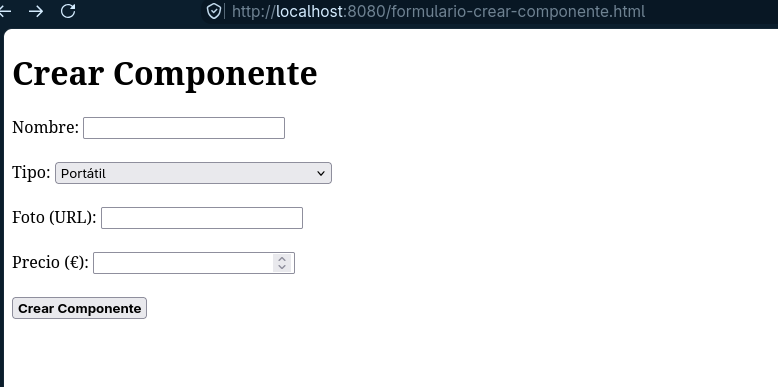 http://localhost:8080/formulario-crear-componente.html
Crear Componente
Nombre:
Tipo: Portátil
Foto (URL):
Precio (€):
Crear Componente